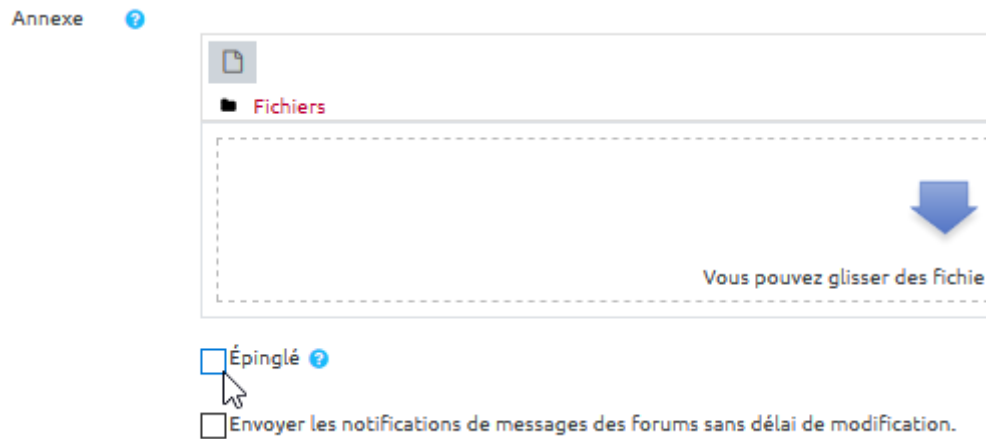 Annexe
Fichiers
Vous pouvez glisser des fichie
Épinglé
Envoyer les notifications de messages des forums sans délai de modification.